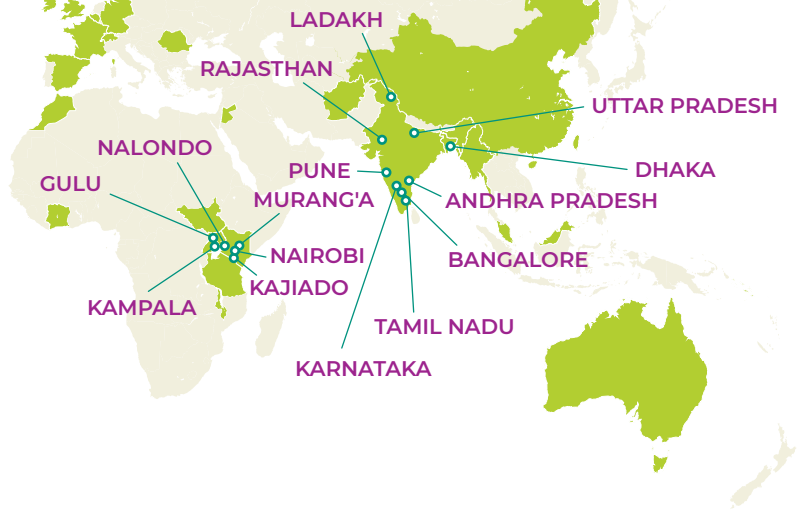 LADAKH
RAJASTHAN
UTTAR PRADESH
NALONDO
PUNE
DHAKA
GULU
MURANG'A
ANDHRA PRADESH
NAIROBI
BANGALORE
KAJIADO
KAMPALA
TAMIL NADU
KARNATAKA